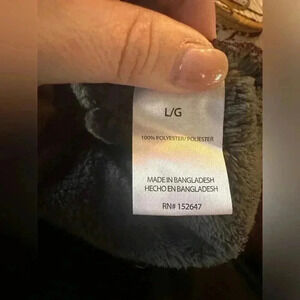 L/G
100% POLYESTER/ POLIESTER
MADE IN BANGLADESH
HECHO EN BANGLADESH
RN# 152647